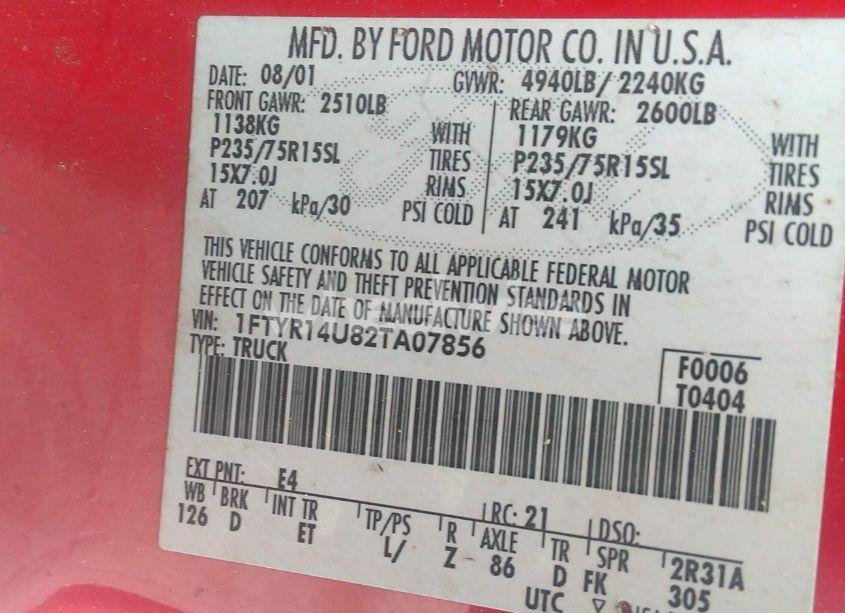 MFD. BY FORD MOTOR CO. IN U.S.A.
DATE: 08/01 GVWR: 4940LB/ 2240KG
FRONT GAWR: 2510LB REAR GAWR: 2600LB
1138KG WITH 1179KG WITH
P235/75R15SL TIRES P235/75R15SL TIRES
15X7.0J RIMS 15X7.0J RIMS
AT 207 kPa/30 PSI COLD AT 241 kPa/35 PSI COLD
THIS VEHICLE CONFORMS TO ALL APPLICABLE FEDERAL MOTOR
VEHICLE SAFETY AND THEFT PREVENTION STANDARDS IN
EFFECT ON THE DATE OF MANUFACTURE SHOWN ABOVE.
VIN: 1FTYR14U82TA07856
TYPE: TRUCK
F0006
T0404
EXT PNT: E4 RC: 21 DSO:
WB BRK INT TR TP/PS R AXLE TR SPR 2R31A
126 D ET L/ Z 86 D FK 305
UTC